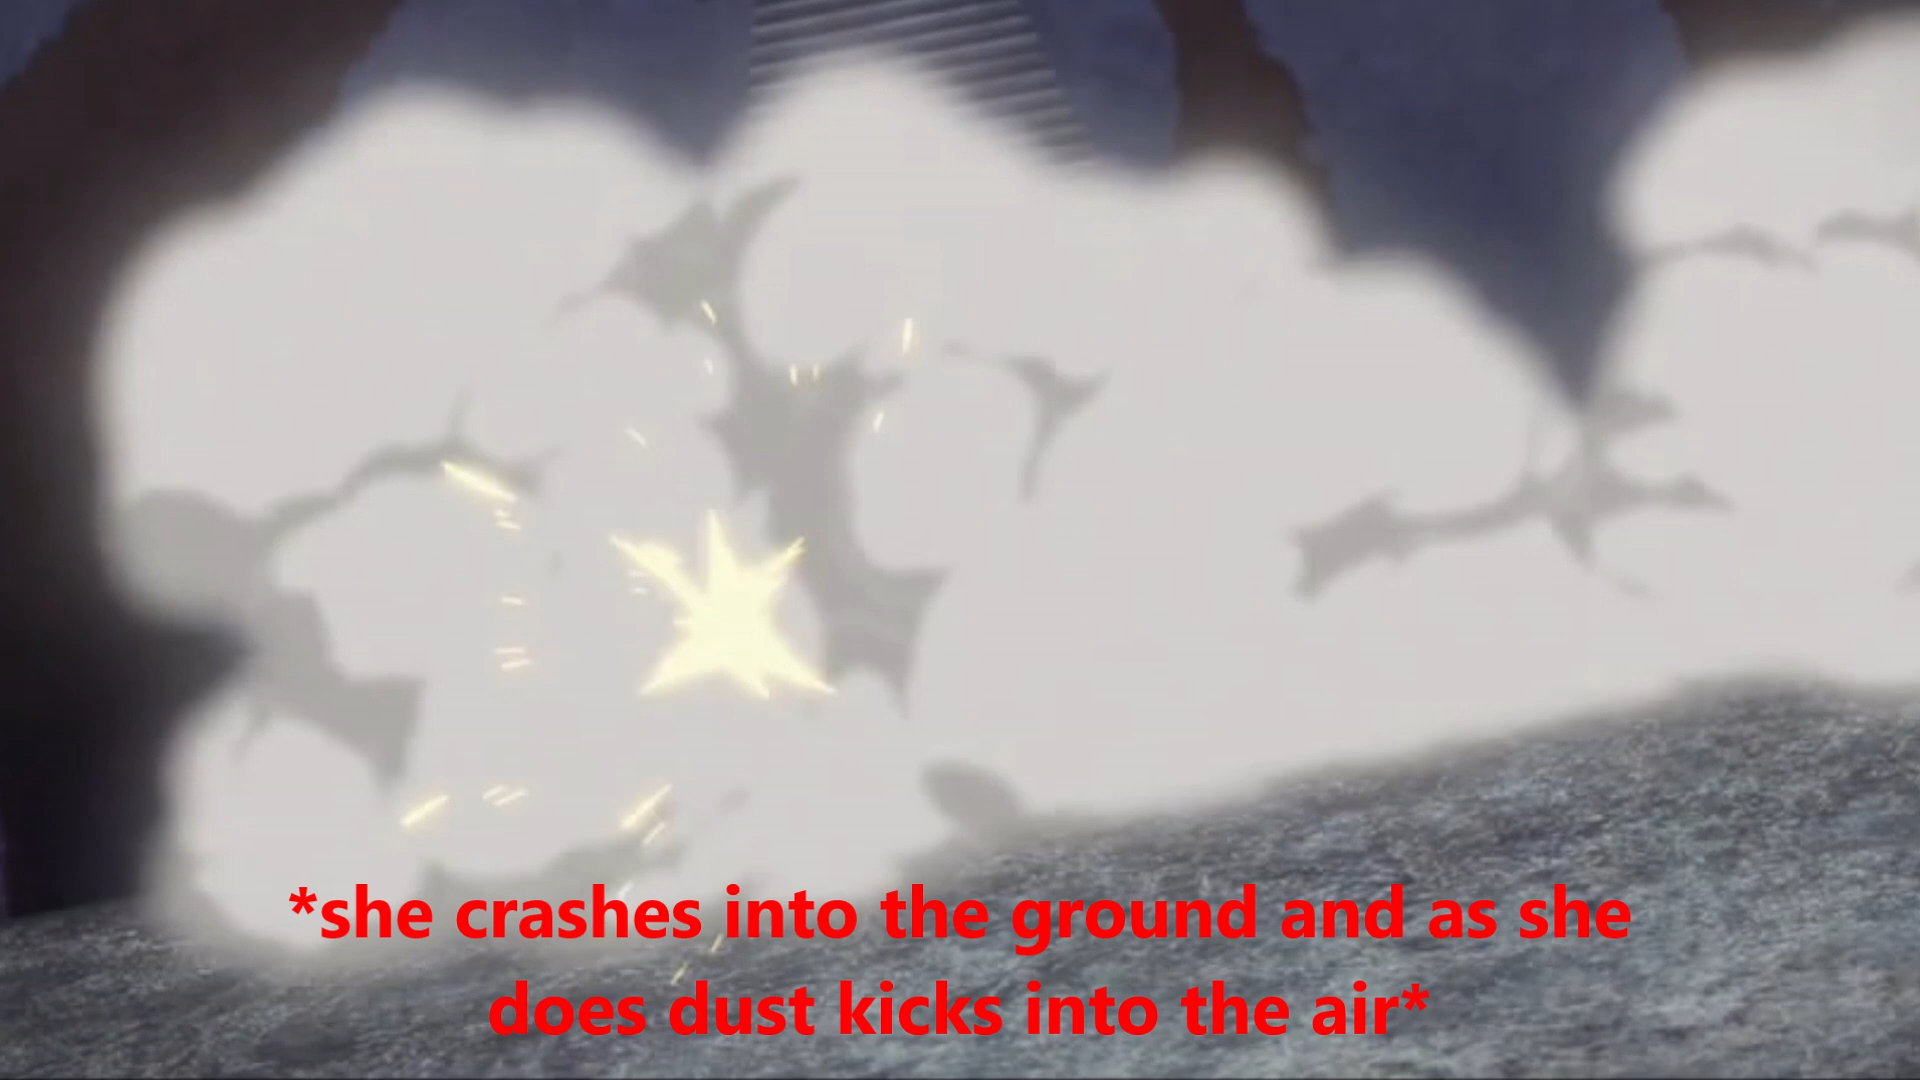 *she crashes into the ground and as she
does dust kicks into the air*